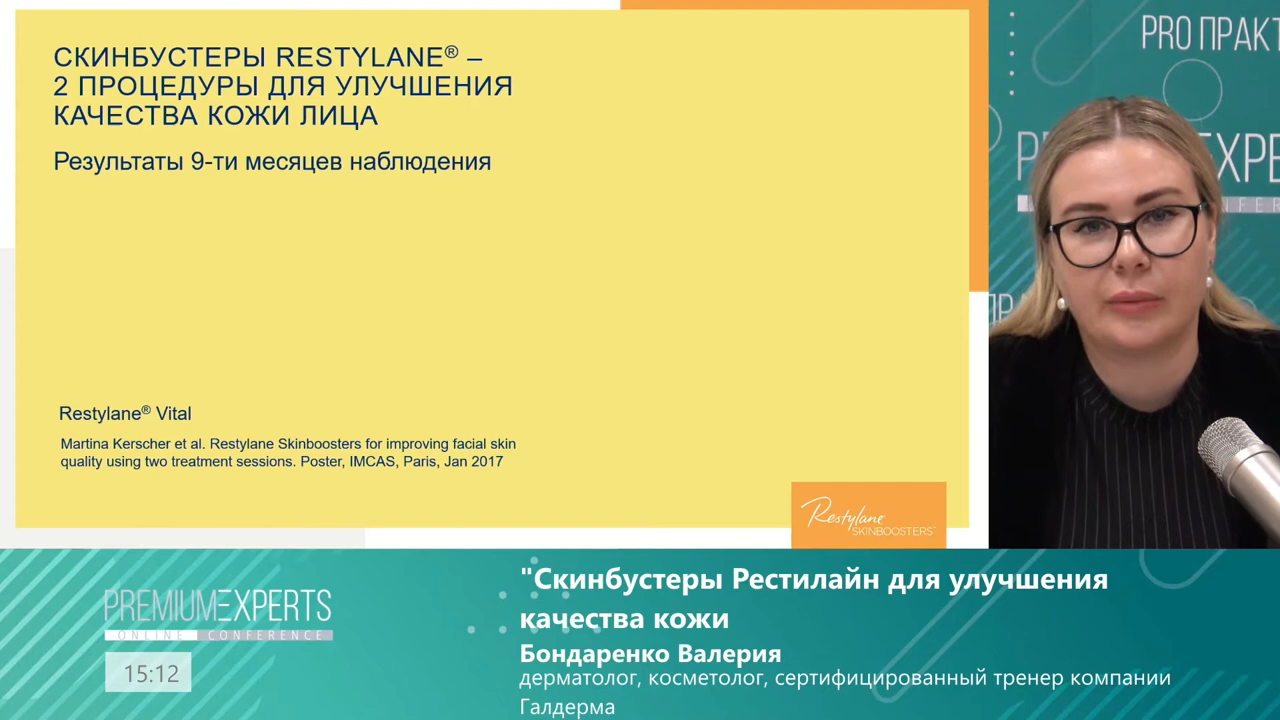 СКИНБУСТЕРЫ RESTYLANE® –
2 ПРОЦЕДУРЫ ДЛЯ УЛУЧШЕНИЯ
КАЧЕСТВА КОЖИ ЛИЦА
Результаты 9-ти месяцев наблюдения
Restylane® Vital
Martina Kerscher et al. Restylane Skinboosters for improving facial skin
quality using two treatment sessions. Poster, IMCAS, Paris, Jan 2017
Restylane
SKINBOOSTERS
PRO ПРАКТ
PREMIUMEXPERTS
ONLINE CONFERENCE
15:12
"Скинбустеры Рестилайн для улучшения
качества кожи
Бондаренко Валерия
дерматолог, косметолог, сертифицированный тренер компании
Галдерма